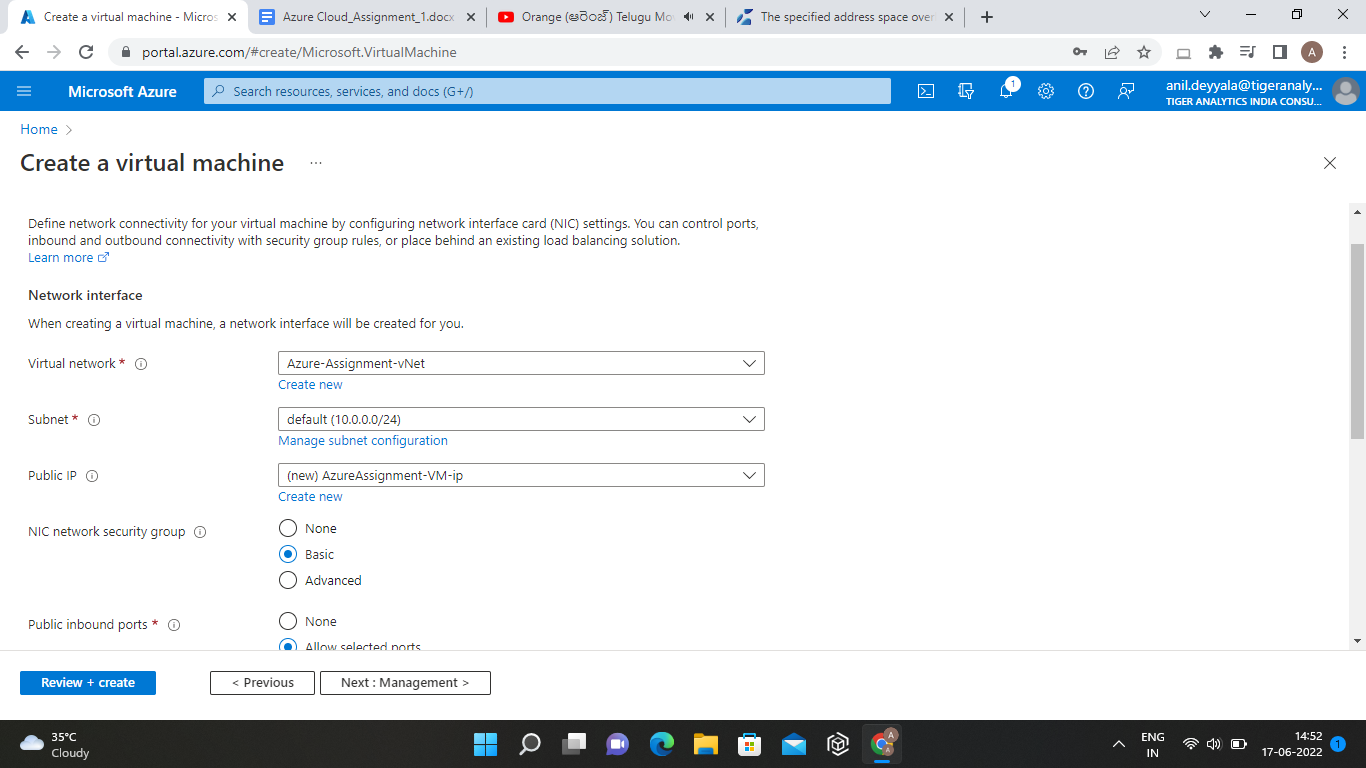 Create a virtual machine - Micros
Azure Cloud_Assignment_1.docx
Orange (ఆరెంజ్) Telugu Mo
The specified address space over
portal.azure.com/#create/Microsoft.VirtualMachine
A
Microsoft Azure
Search resources, services, and docs (G+/)
1
anil.deyyala@tigeranaly...
TIGER ANALYTICS INDIA CONSU...
Home
Create a virtual machine
Define network connectivity for your virtual machine by configuring network interface card (NIC) settings. You can control ports,
inbound and outbound connectivity with security group rules, or place behind an existing load balancing solution.
Learn more
Network interface
When creating a virtual machine, a network interface will be created for you.
Virtual network *
Azure-Assignment-vNet
Create new
Subnet *
default (10.0.0.0/24)
Manage subnet configuration
Public IP
(new) AzureAssignment-VM-ip
Create new
NIC network security group
None
Basic
Advanced
Public inbound ports *
None
Allow selected ports
Review + create
< Previous
Next : Management >
35°C
Cloudy
A
A
ENG
IN
14:52
17-06-2022
1